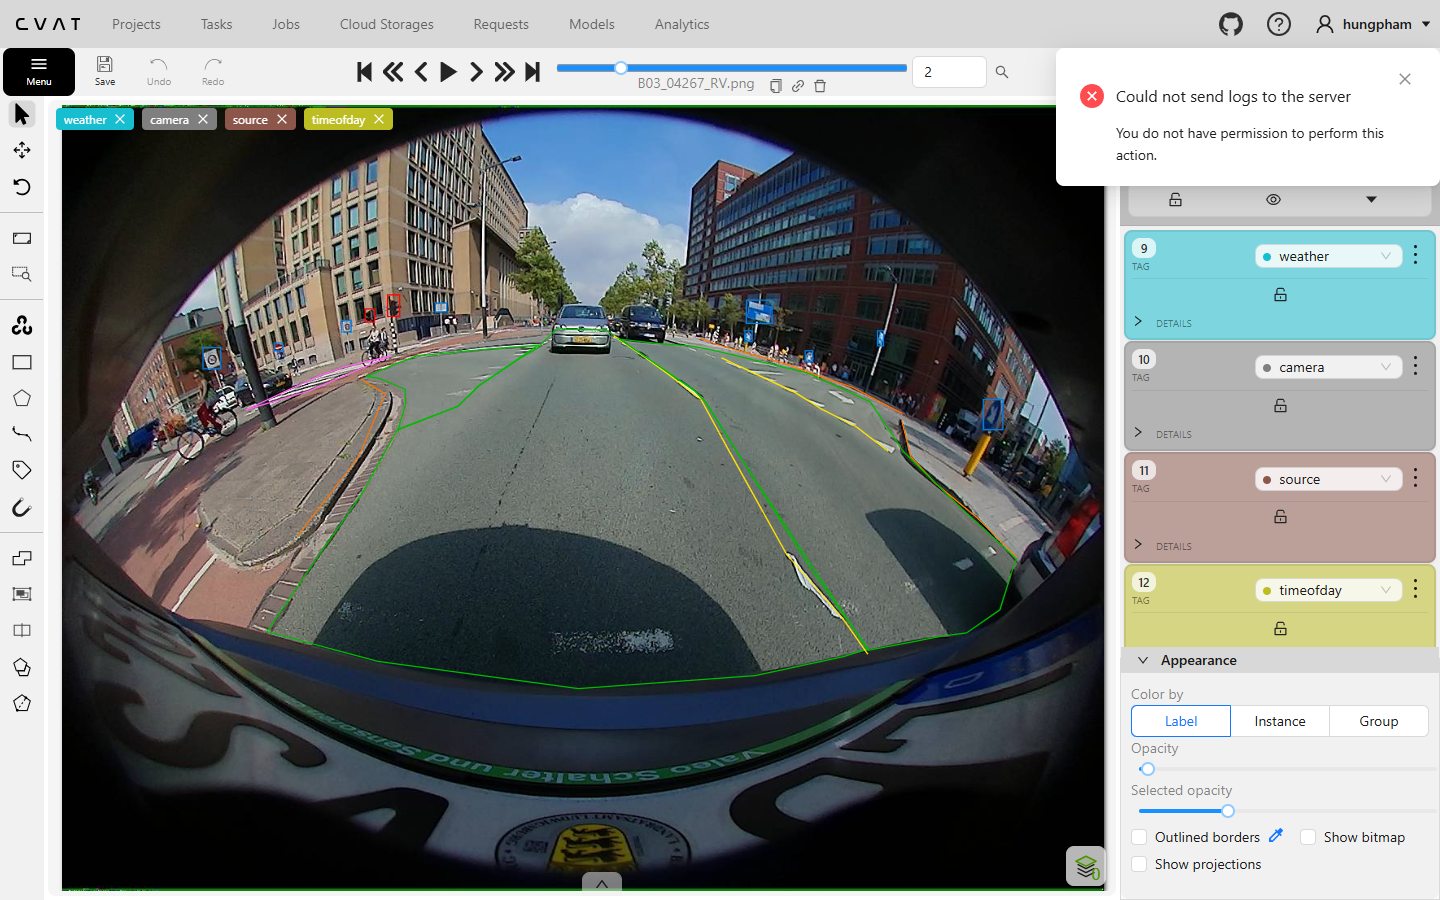 CVAT
Projects
Tasks
Jobs
Cloud Storages
Requests
Models
Analytics
hungpham
Menu
Save
Undo
Redo
B03_04267_RV.png
2
Could not send logs to the server
You do not have permission to perform this
action.
weather
camera
source
timeofday
9
TAG
weather
DETAILS
10
TAG
camera
DETAILS
11
TAG
source
DETAILS
12
TAG
timeofday
Appearance
Color by
Label
Instance
Group
Opacity
Selected opacity
Outlined borders
Show bitmap
Show projections
Valeo Schalter und Senso
0